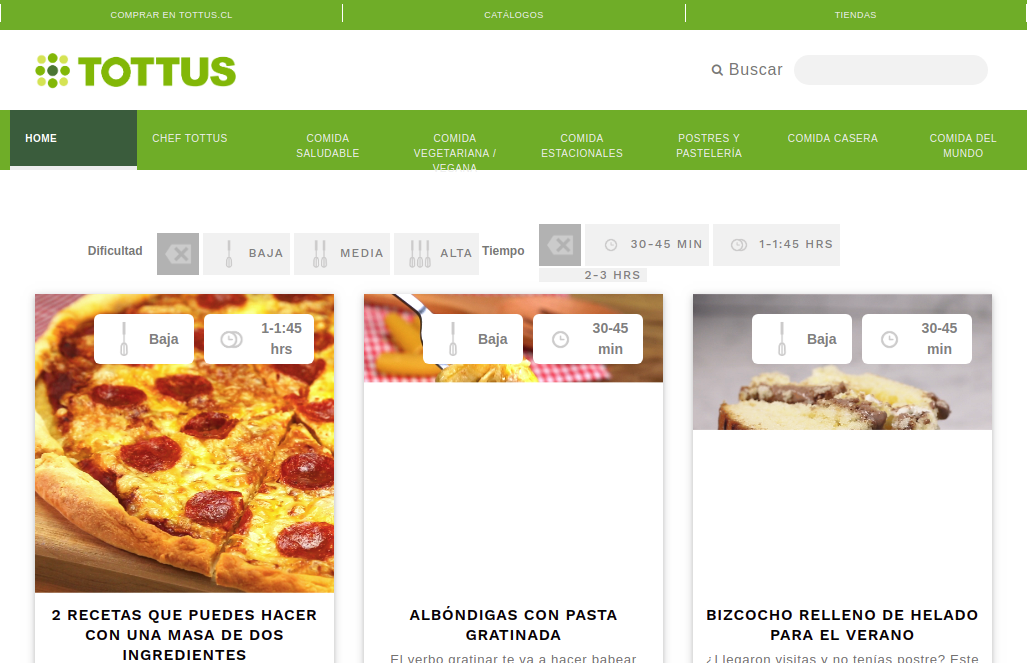 COMPRAR EN TOTTUS.CL
CATÁLOGOS
TIENDAS
TOTTUS
Buscar
HOME
CHEF TOTTUS
COMIDA
SALUDABLE
COMIDA
VEGETARIANA /
VEGANA
COMIDA
ESTACIONALES
POSTRES Y
PASTELERÍA
COMIDA CASERA
COMIDA DEL
MUNDO
Dificultad
BAJA
MEDIA
ALTA
Tiempo
30-45 MIN
1-1:45 HRS
2-3 HRS
Baja
1-1:45
hrs
Baja
30-45
min
Baja
30-45
min
2 RECETAS QUE PUEDES HACER
CON UNA MASA DE DOS
INGREDIENTES
ALBÓNDIGAS CON PASTA
GRATINADA
El verbo gratinar te va a hacer babear
BIZCOCHO RELLENO DE HELADO
PARA EL VERANO
¿Llegaron visitas y no tenías postre? Este